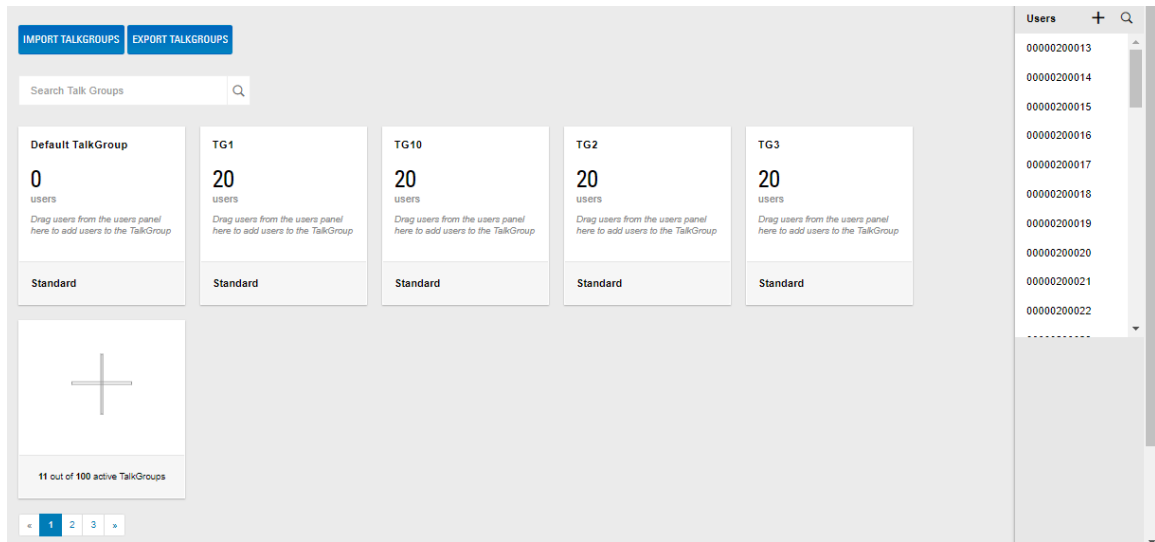 IMPORT TALKGROUPS
EXPORT TALKGROUPS
Search Talk Groups
Default TalkGroup
0
users
Drag users from the users panel
here to add users to the TalkGroup
Standard
TG1
20
users
Drag users from the users panel
here to add users to the TalkGroup
Standard
TG10
20
users
Drag users from the users panel
here to add users to the TalkGroup
Standard
TG2
20
users
Drag users from the users panel
here to add users to the TalkGroup
Standard
TG3
20
users
Drag users from the users panel
here to add users to the TalkGroup
Standard
11 out of 100 active TalkGroups
« 1 2 3 »
Users
00000200013
00000200014
00000200015
00000200016
00000200017
00000200018
00000200019
00000200020
00000200021
00000200022